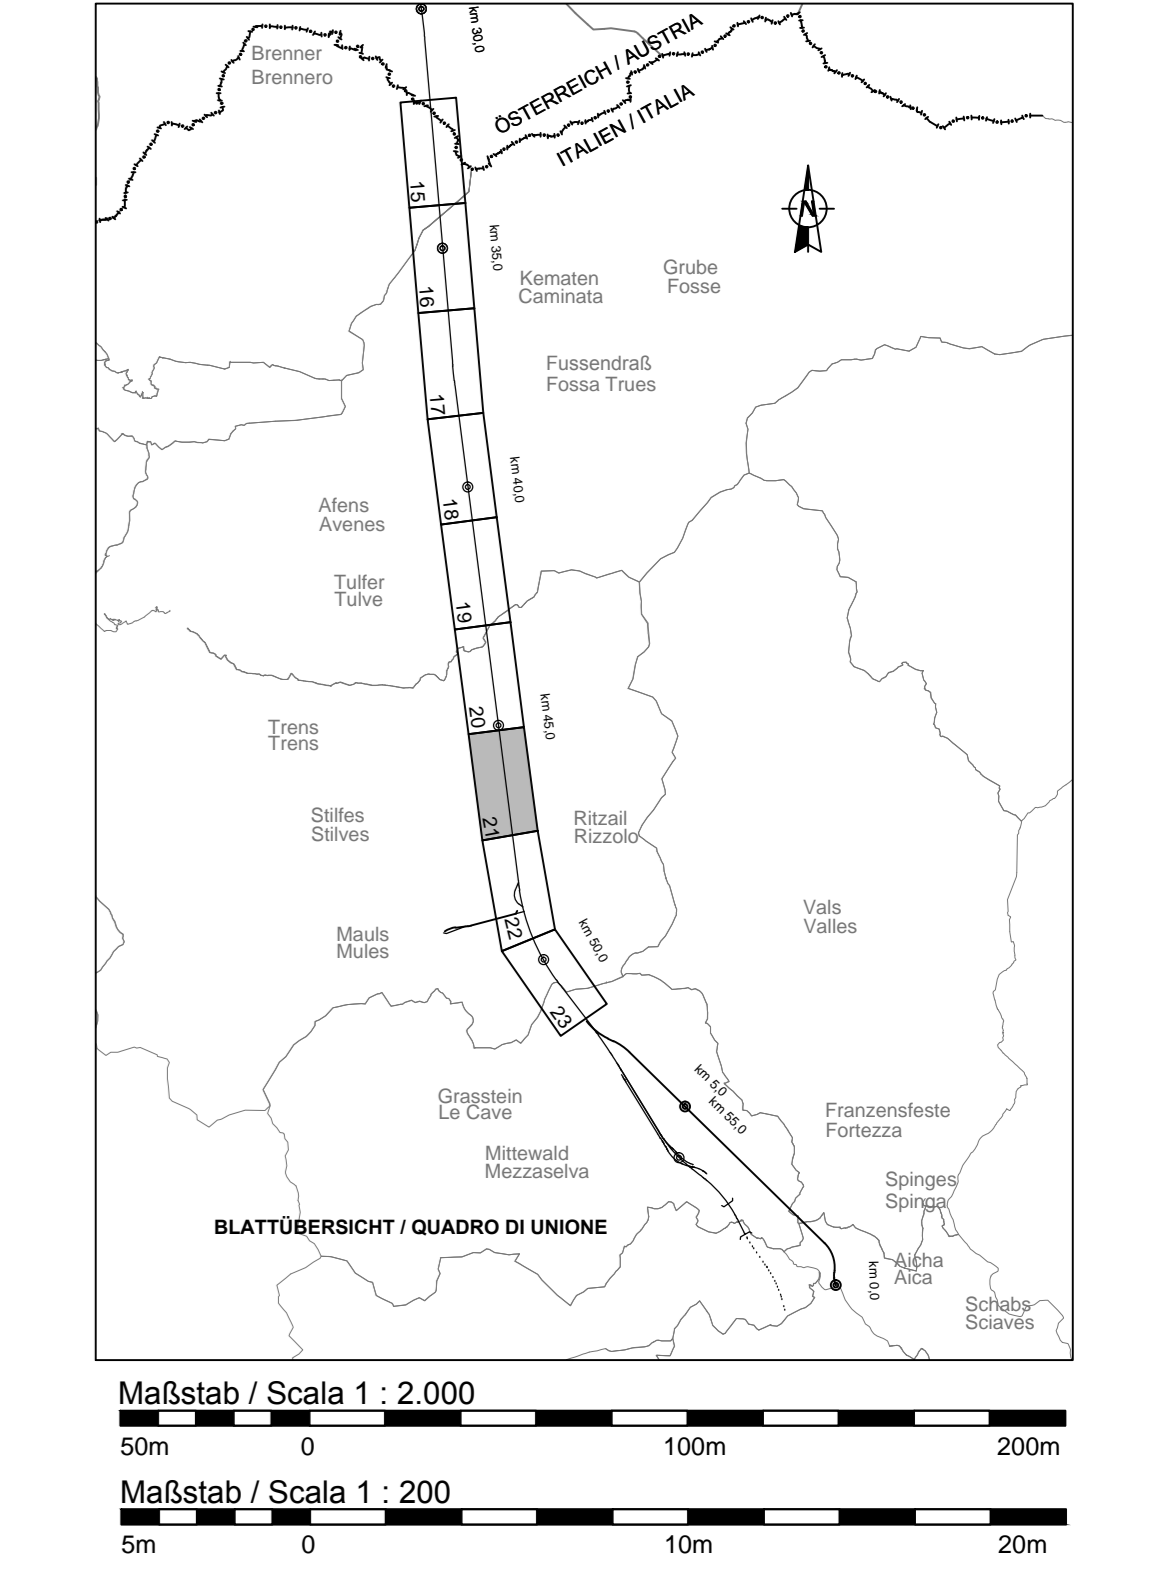 km 30,0
Brenner
Brennero
ÖSTERREICH / AUSTRIA
ITALIEN / ITALIA
15
N
km 35,0
Kematen
Caminata
Grube
Fosse
16
Fussendraß
Fossa Trues
17
km 40,0
Afens
Avenes
18
Tulfer
Tulve
19
km 45,0
20
Trens
Trens
Stilfes
Stilves
21
Ritzail
Rizzolo
Vals
Valles
22
Mauls
Mules
km 50,0
23
km 5,0
km 55,0
Grasstein
Le Cave
Franzensfeste
Fortezza
Mittewald
Mezzaselva
Spinges
Spinga
BLATTÜBERSICHT / QUADRO DI UNIONE
Aicha
Aica
km 0,0
Schabs
Sciaves
Maßstab / Scala 1 : 2.000
50m 0 100m 200m
Maßstab / Scala 1 : 200
5m 0 10m 20m